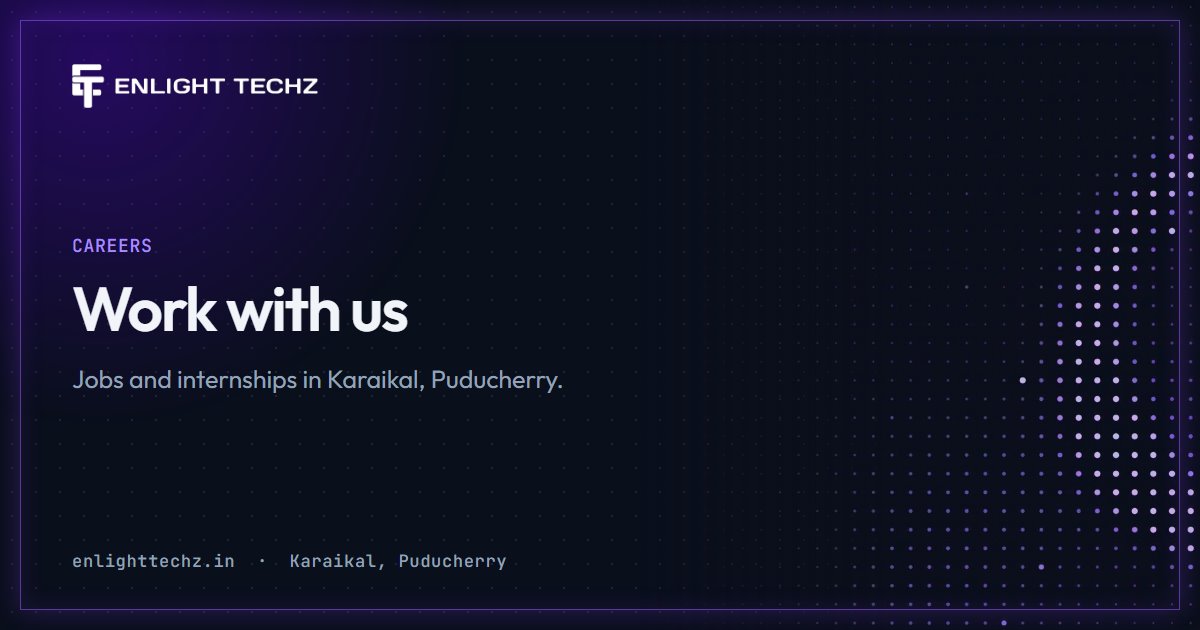 ENLIGHT TECHZ
CAREERS
Work with us
Jobs and internships in Karaikal, Puducherry.
enlighttechz.in · Karaikal, Puducherry